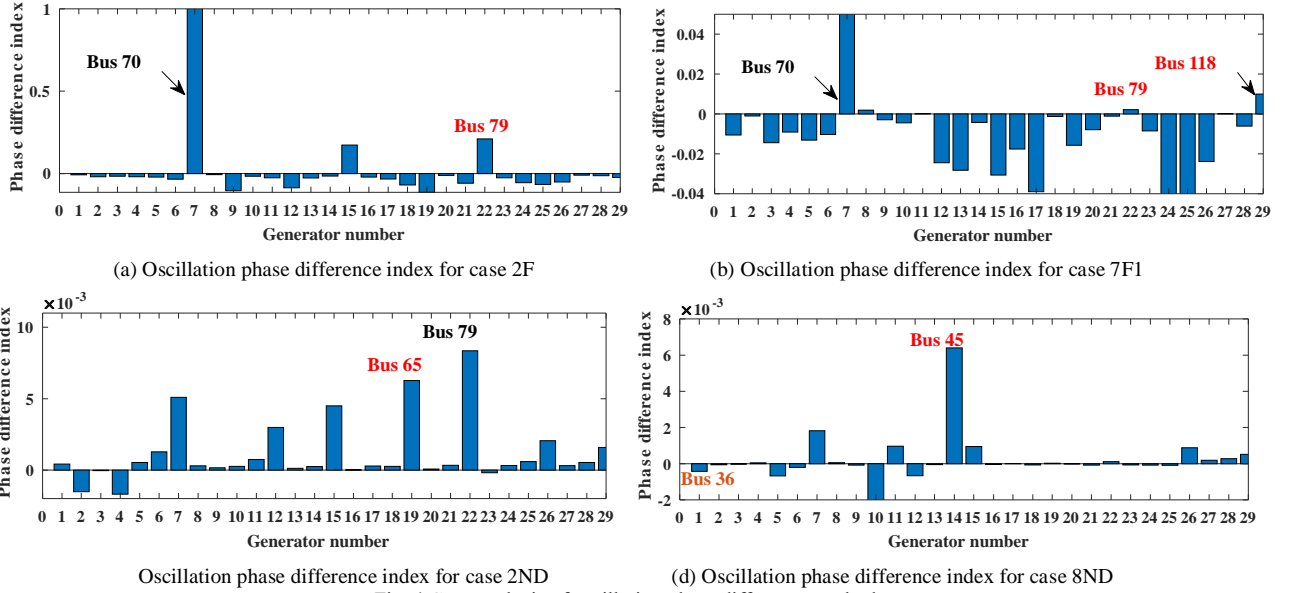 Phase difference index
1
0.5
0
Bus 70
Bus 79
0 1 2 3 4 5 6 7 8 9 10 11 12 13 14 15 16 17 18 19 20 21 22 23 24 25 26 27 28 29
Generator number
(a) Oscillation phase difference index for case 2F
Phase difference index
0.04
0.02
0
-0.02
-0.04
Bus 70
Bus 79
Bus 118
0 1 2 3 4 5 6 7 8 9 10 11 12 13 14 15 16 17 18 19 20 21 22 23 24 25 26 27 28 29
Generator number
(b) Oscillation phase difference index for case 7F1
×10 -3
Phase difference index
10
5
0
Bus 65
Bus 79
0 1 2 3 4 5 6 7 8 9 10 11 12 13 14 15 16 17 18 19 20 21 22 23 24 25 26 27 28 29
Generator number
Oscillation phase difference index for case 2ND
×10 -3
Phase difference index
8
6
4
2
0
-2
Bus 45
Bus 36
0 1 2 3 4 5 6 7 8 9 10 11 12 13 14 15 16 17 18 19 20 21 22 23 24 25 26 27 28 29
Generator number
(d) Oscillation phase difference index for case 8ND